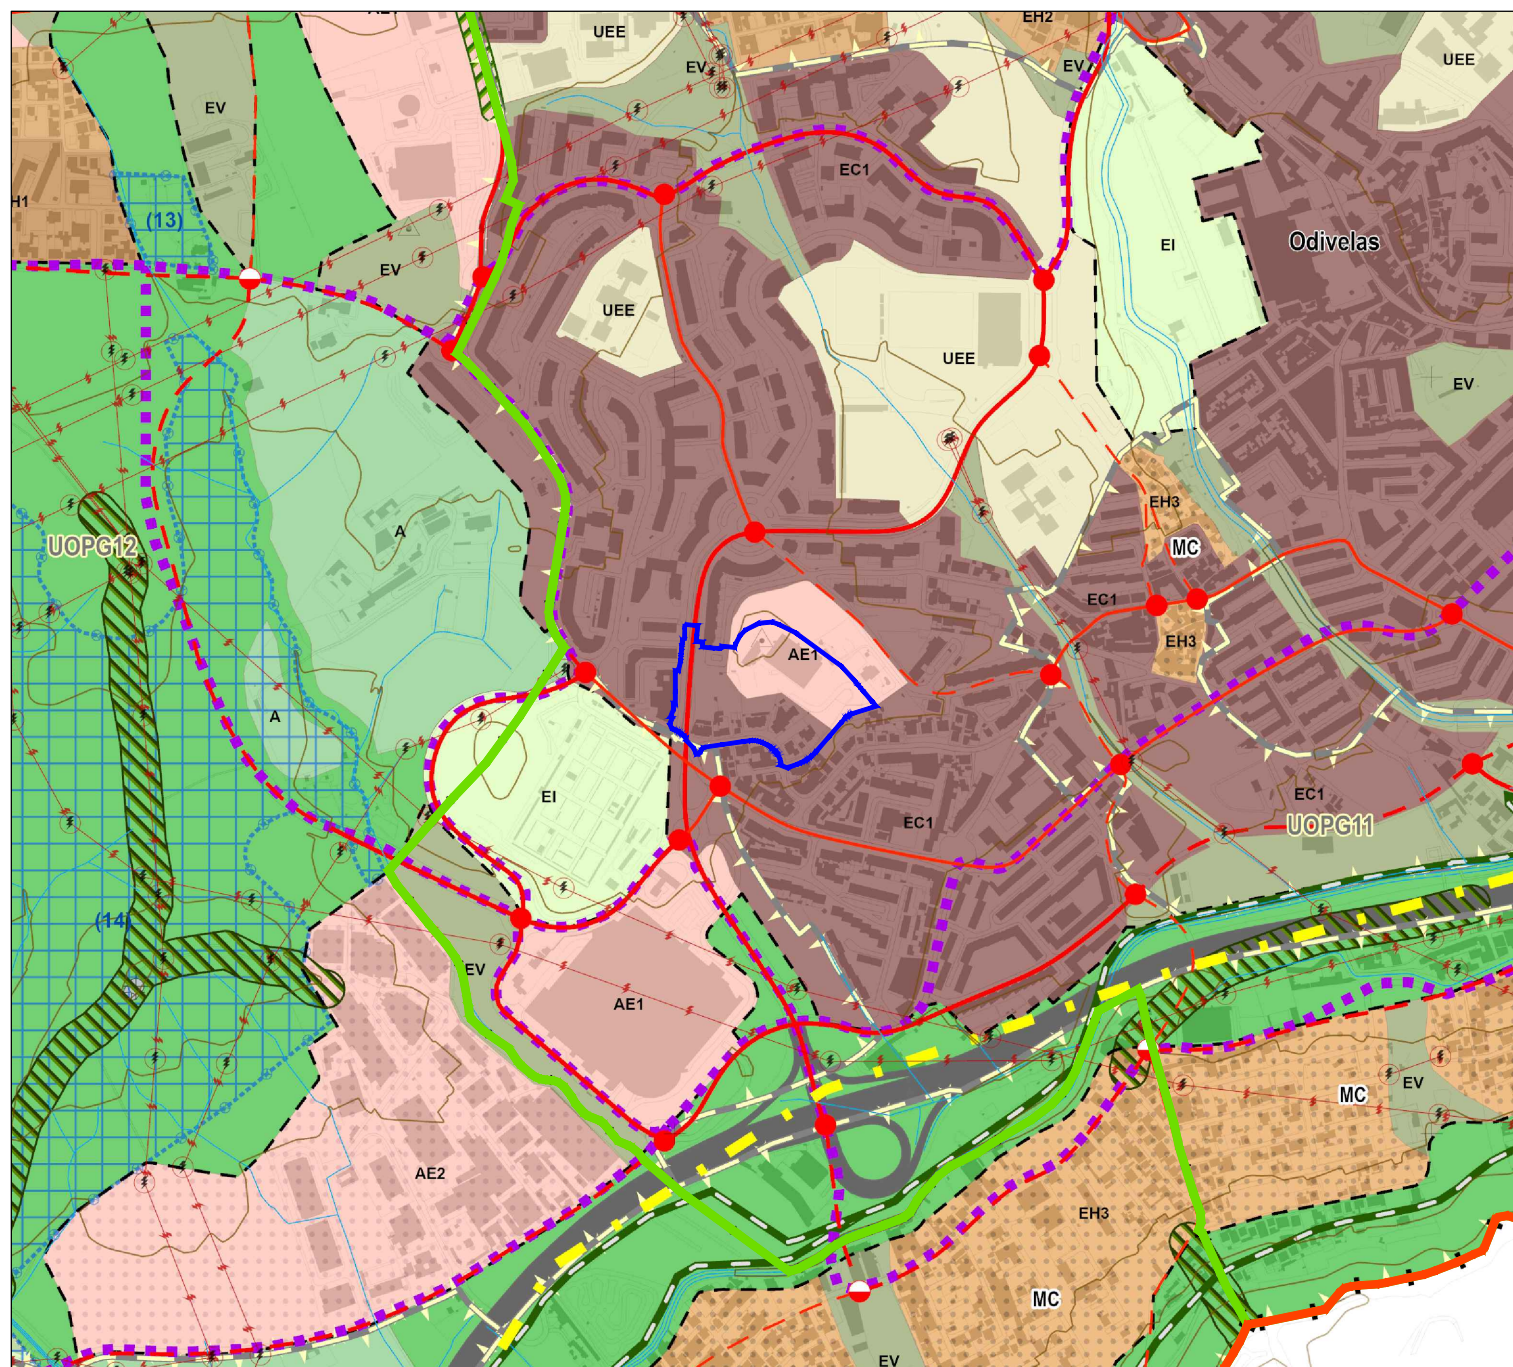 UEE
EH2
EV
EV
UEE
EV
EC1
H1
(13)
EV
EI
Odivelas
UEE
UEE
EV
EH3
A
UOPG12
MC
EC1
EH3
AE1
A
EI
EC1
EC1
UOPG11
(14)
EV
AE1
EV
MC
AE2
EH3
MC
EV